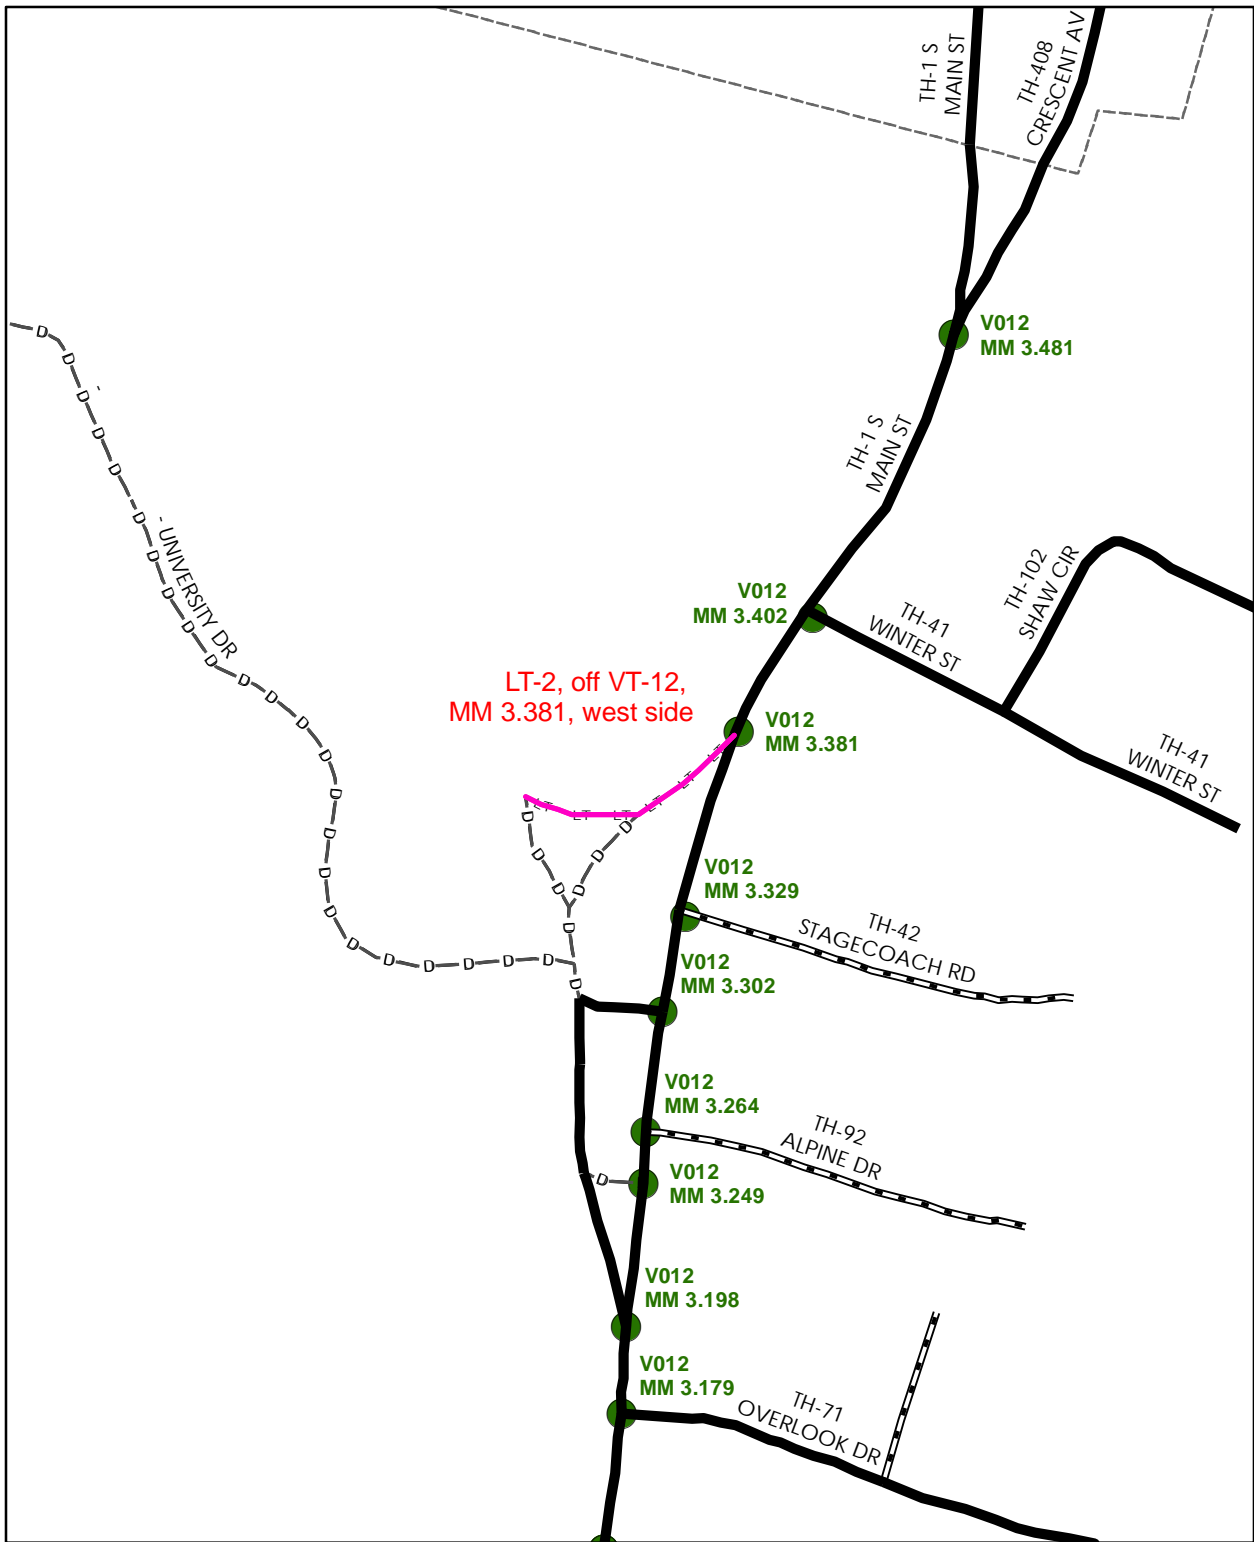 TH-1 S
MAIN ST
TH-408
CRESCENT AV
V012
MM 3.481
TH-1 S
MAIN ST
V012
MM 3.402
TH-41
WINTER ST
TH-102
SHAW CIR
- UNIVERSITY DR
LT-2, off VT-12,
MM 3.381, west side
V012
MM 3.381
TH-41
WINTER ST
V012
MM 3.329
TH-42
STAGECOACH RD
V012
MM 3.302
V012
MM 3.264
TH-92
ALPINE DR
V012
MM 3.249
V012
MM 3.198
V012
MM 3.179
TH-71
OVERLOOK DR